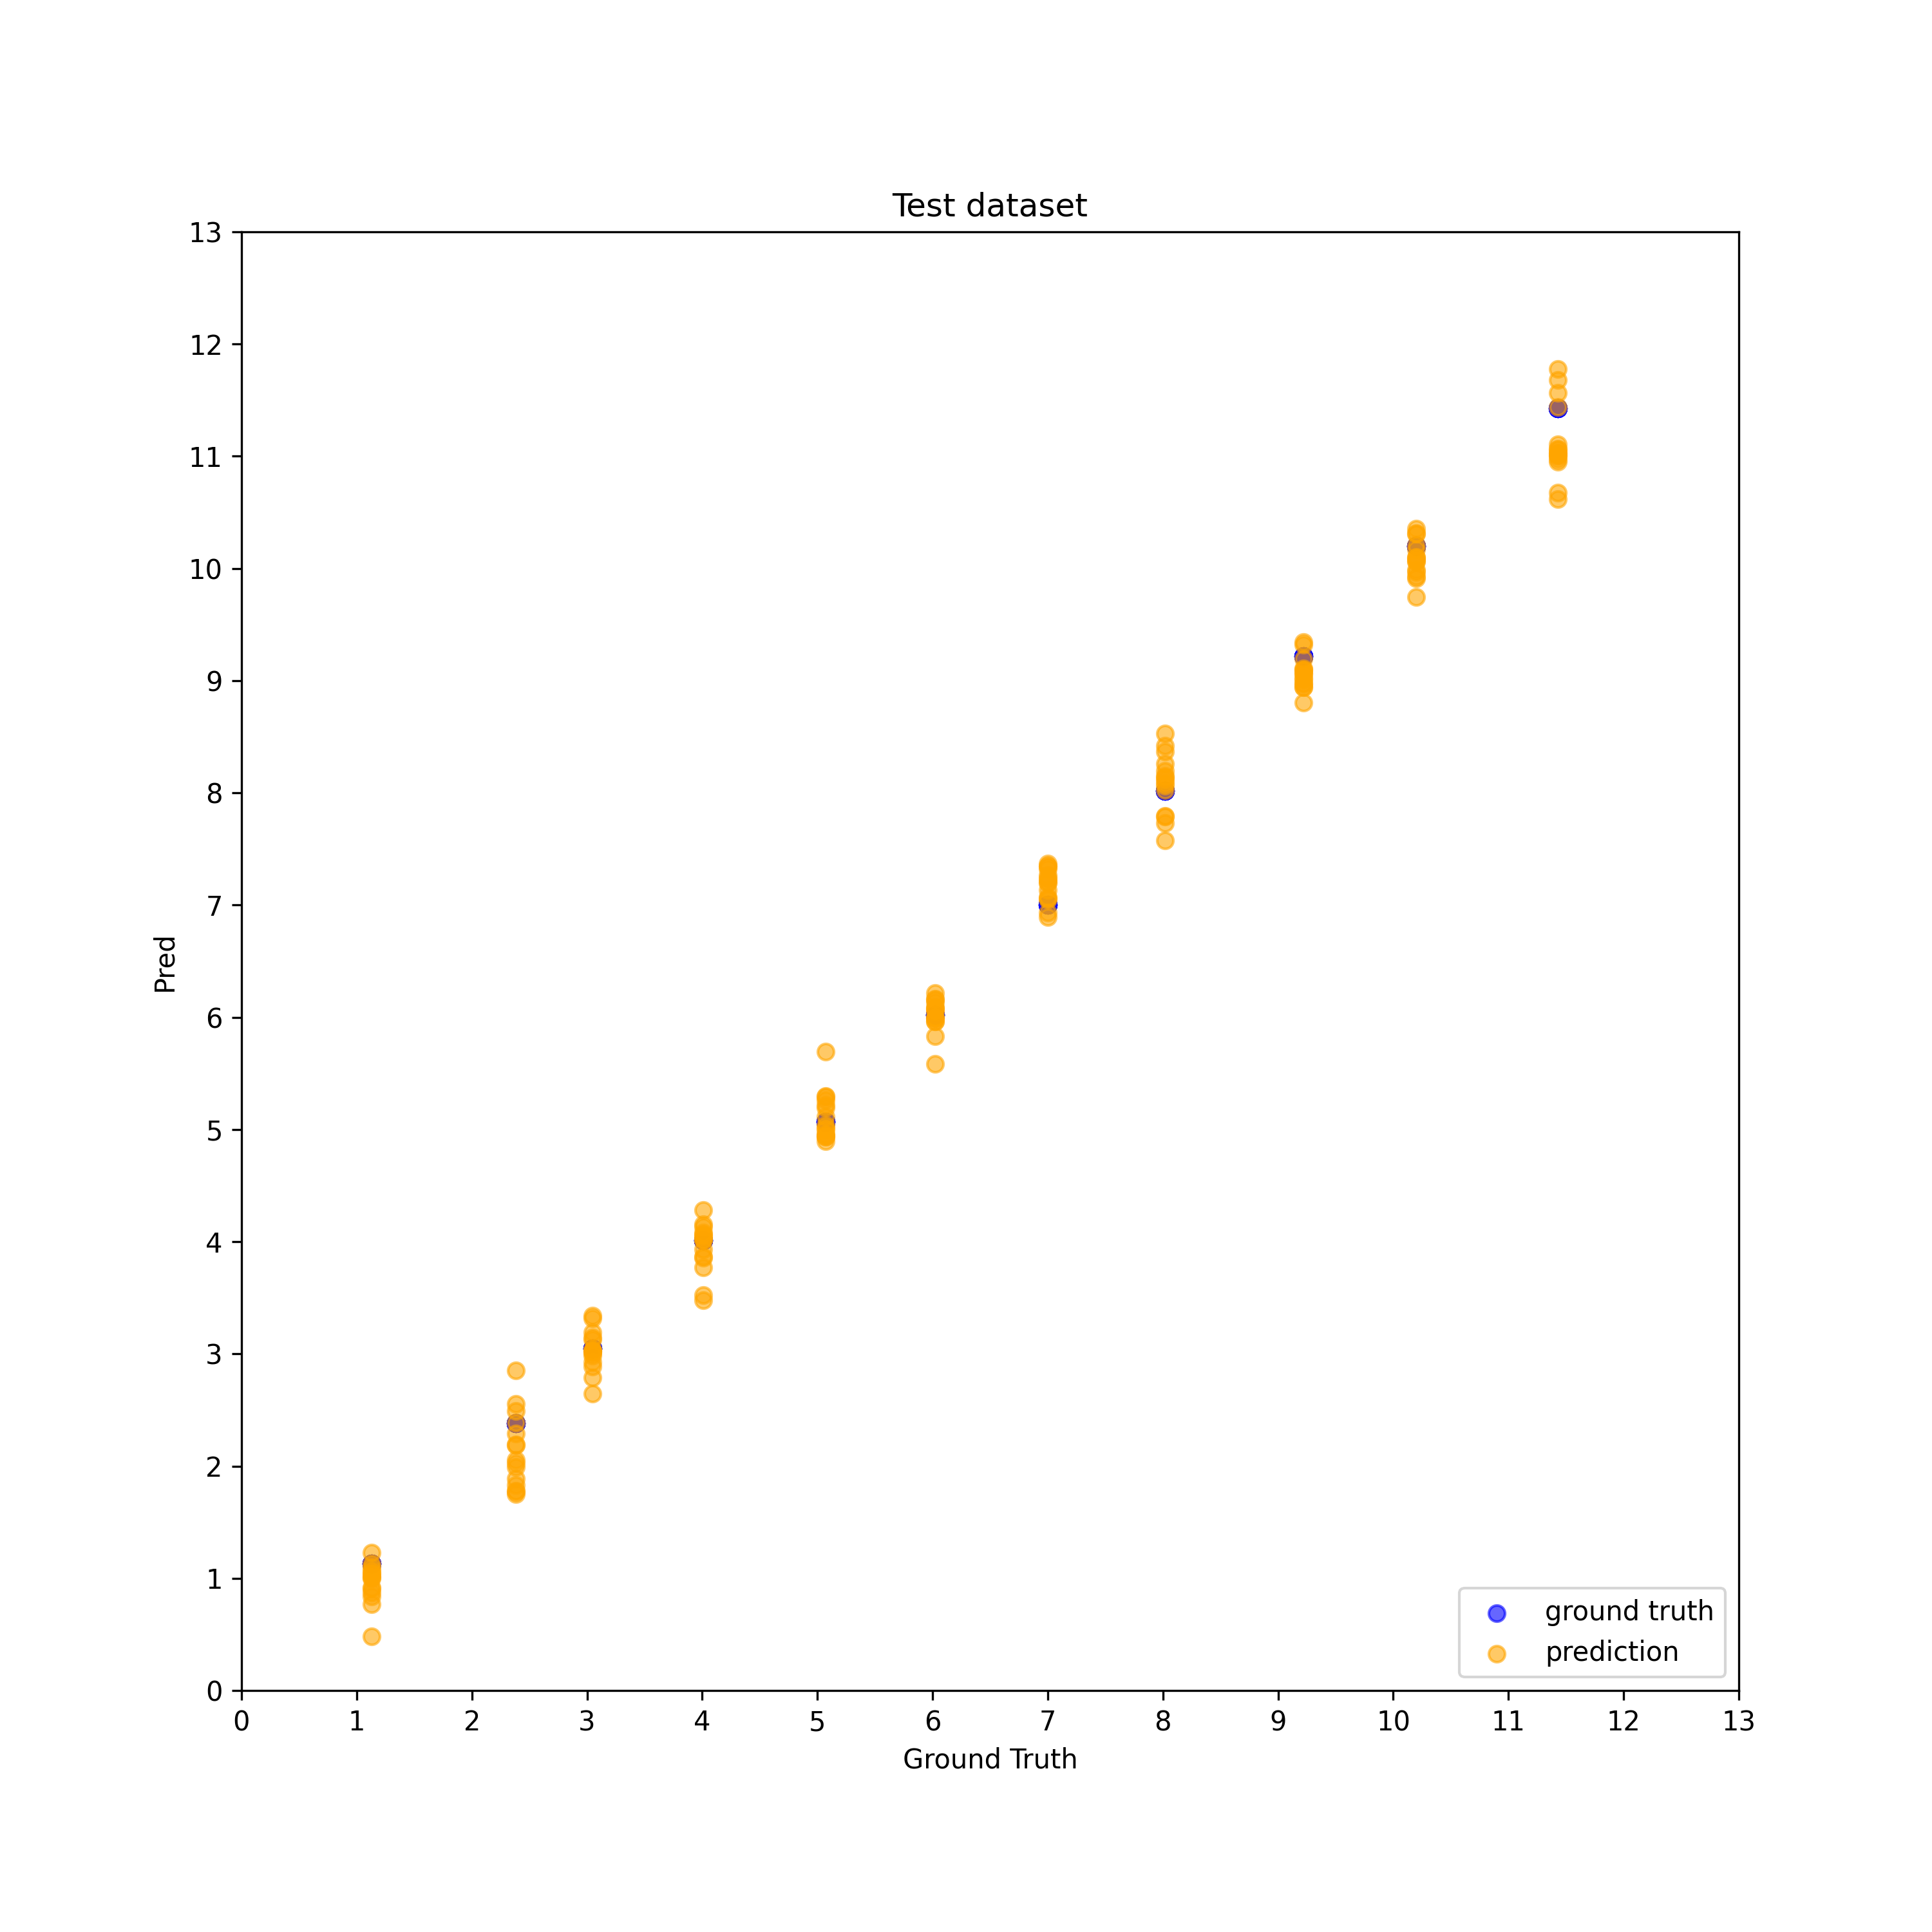 Test dataset
13
12
11
10
9
8
7
6
5
4
3
2
1
0
Pred
0 1 2 3 4 5 6 7 8 9 10 11 12 13
Ground Truth
ground truth
prediction